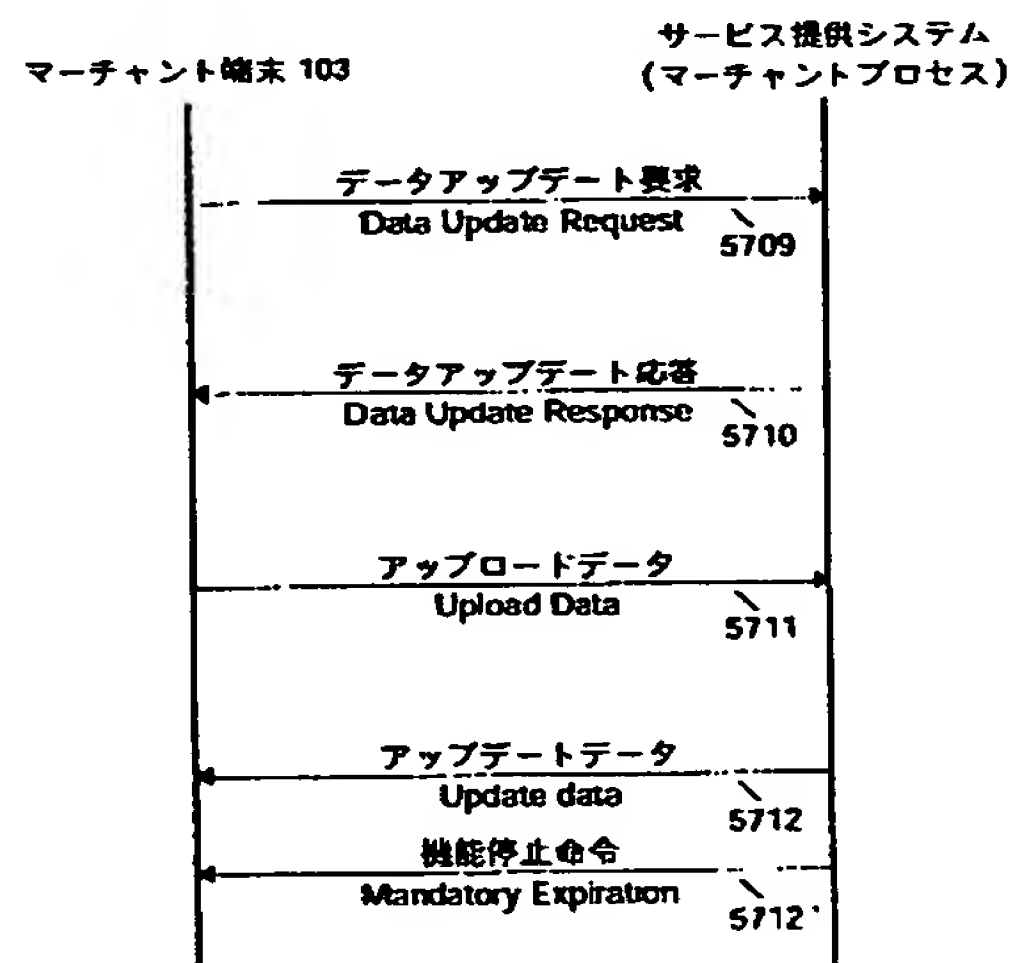 サービス提供システム
マーチャント端末 103
(マーチャントプロセス)
データアップデート要求
Data Update Request
5709
データアップデート応答
Data Update Response
5710
アップロードデータ
Upload Data
5711
アップデートデータ
Update data
5712
機能停止命令
Mandatory Expiration
5712'